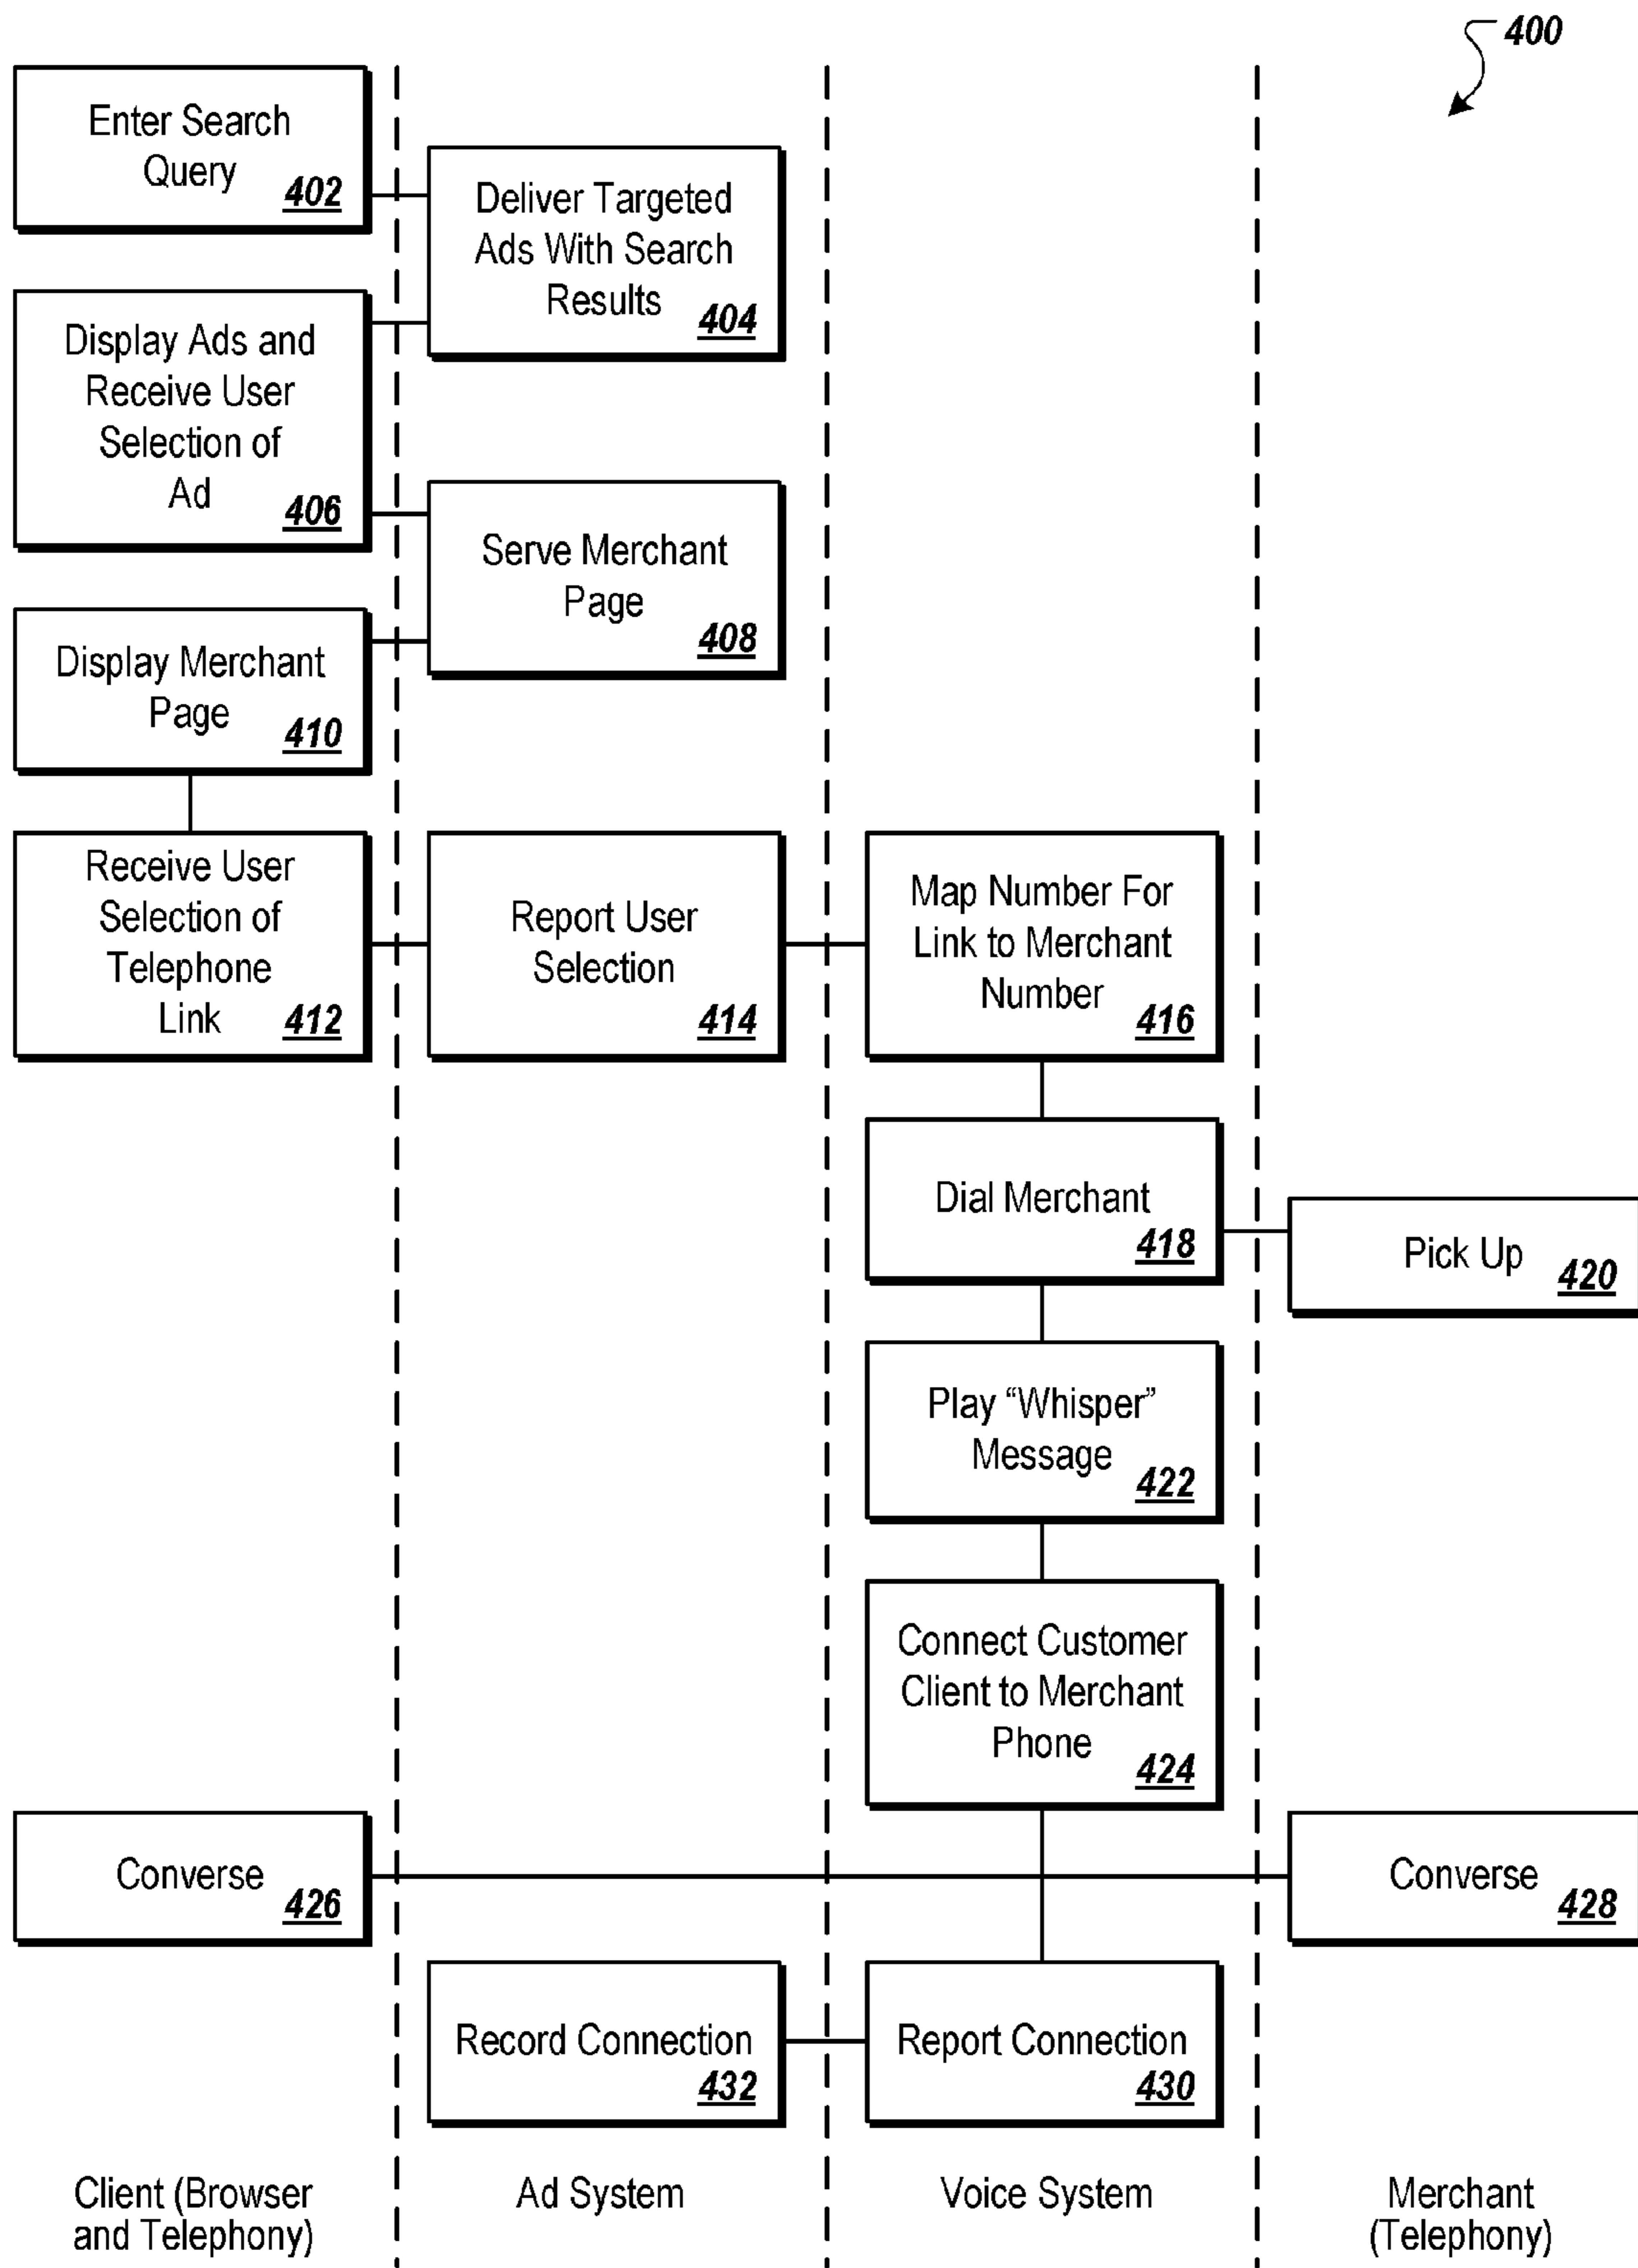 400
Enter Search
Query
402
Deliver Targeted
Ads With Search
Results
404
Display Ads and
Receive User
Selection of
Ad
406
Serve Merchant
Page
408
Display Merchant
Page
410
Receive User
Selection of
Telephone
Link
412
Report User
Selection
414
Map Number For
Link to Merchant
Number
416
Dial Merchant
418
Pick Up
420
Play “Whisper”
Message
422
Connect Customer
Client to Merchant
Phone
424
Converse
426
Converse
428
Record Connection
432
Report Connection
430
Client (Browser
and Telephony)
Ad System
Voice System
Merchant
(Telephony)